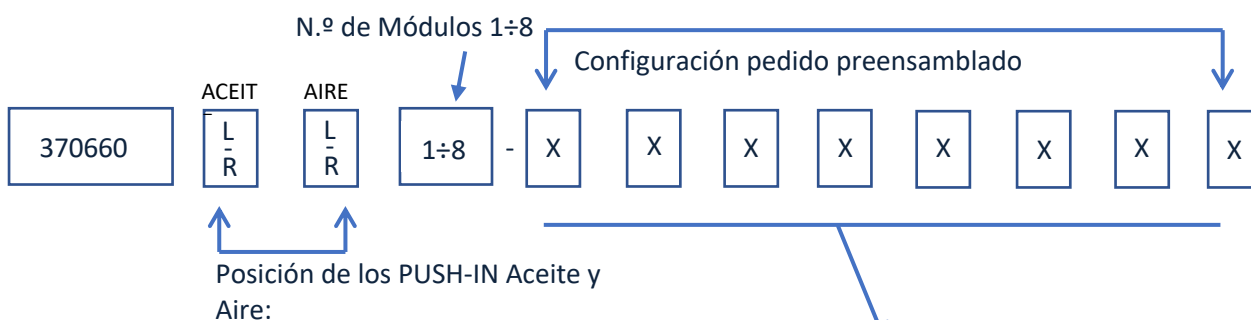 N.º de Módulos 1÷8
Configuración pedido preensamblado
ACEIT AIRE
370660 L - R L - R 1÷8 - X X X X X X X X
Posición de los PUSH-IN Aceite y
Aire: